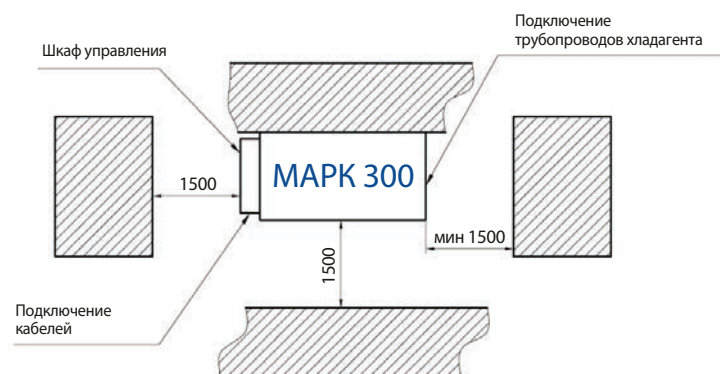 Подключение
трубопроводов хладагента
Шкаф управления
МАРК 300
1500
мин 1500
1500
Подключение
кабелей